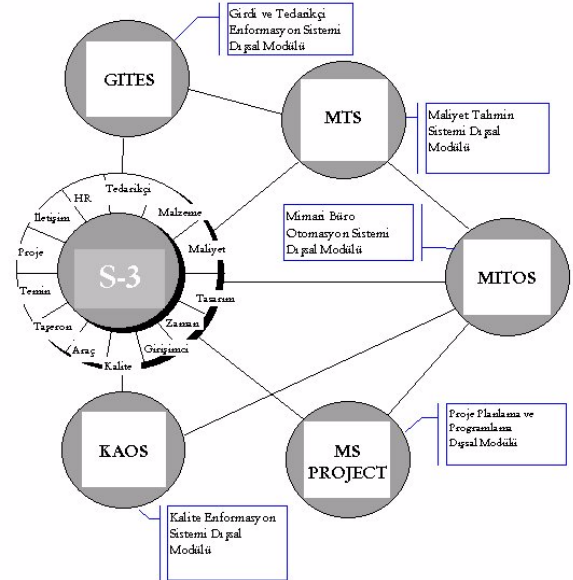 Girdi ve Tedarikçi
Enformasyon Sistemi
Dışsal Modülü
GITES
MTS
Maliyet Tahmin
Sistemi Dışsal
Modülü
Tedarikçi
HR
Malzeme
İletişim
Maliyet
Proje
S-3
Temin
Tasarım
Taşeron
Zaman
Araç
Girişimci
Kalite
Mimari Büro
Otomasyon Sistemi
Dışsal Modülü
MITOS
KAOS
MS
PROJECT
Proje Planlama ve
Programlama
Dışsal Modülü
Kalite Enformasyon
Sistemi Dışsal
Modülü